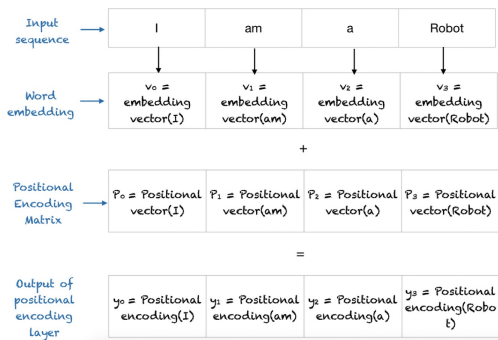 Input
sequence
I
am
a
Robot
Word
embedding
v₀ =
embedding
vector(I)
v₁ =
embedding
vector(am)
v₂ =
embedding
vector(a)
v₃ =
embedding
vector(Robot)
+
Positional
Encoding
Matrix
P₀ = Positional
vector(I)
P₁ = Positional
vector(am)
P₂ = Positional
vector(a)
P₃ = Positional
vector(Robot)
=
Output of
positional
encoding
layer
y₀ = Positional
encoding(I)
y₁ = Positional
encoding(am)
y₂ = Positional
encoding(a)
y₃ = Positional
encoding(Robo
t)